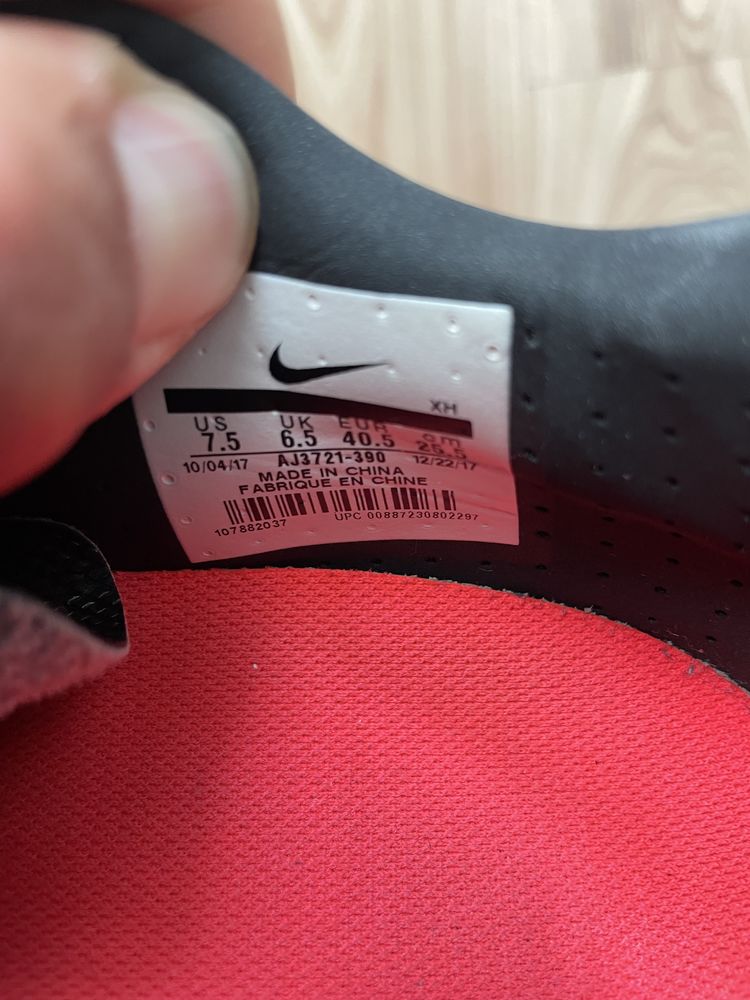 XH
US UK EUR cm
7.5 6.5 40.5 25.5
10/04/17 AJ3721-390 12/22/17
MADE IN CHINA
FABRIQUE EN CHINE
107882037 UPC 00887230802297